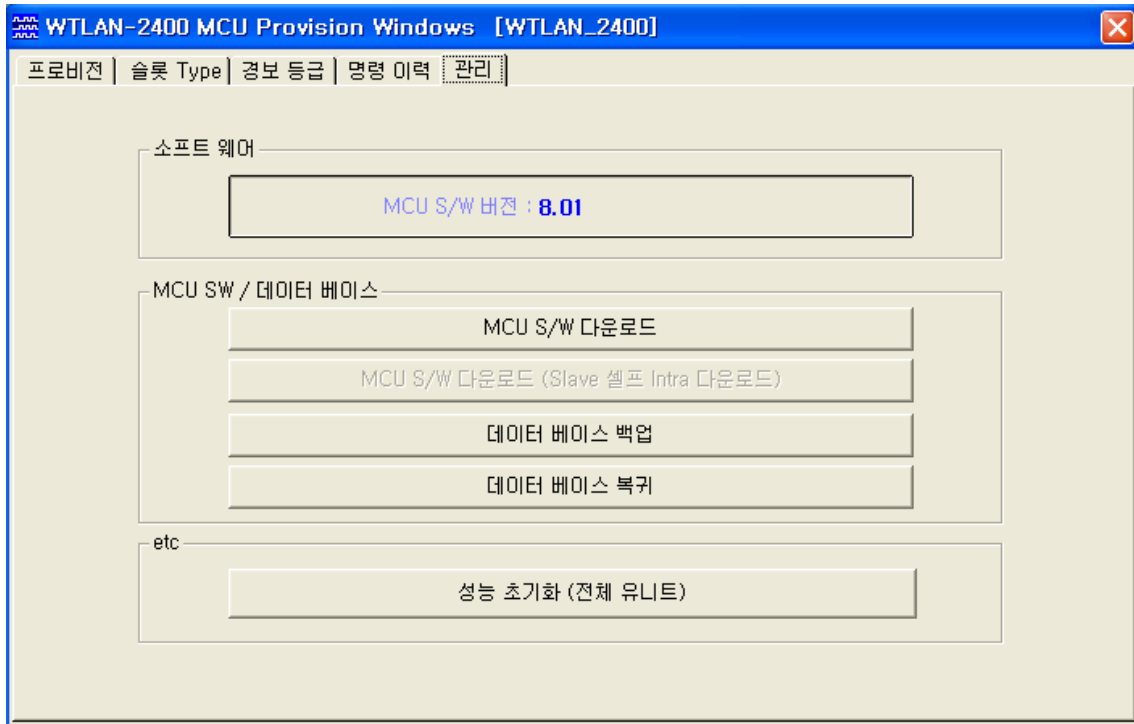 WTLAN-2400 MCU Provision Windows [WTLAN_2400]
프로비전 슬롯 Type 경보 등급 명령 이력 관리
소프트 웨어
MCU S/W 버젼 : 8.01
MCU SW / 데이터 베이스
MCU S/W 다운로드
MCU S/W 다운로드 (Slave 셀프 Intra 다운로드)
데이터 베이스 백업
데이터 베이스 복귀
etc
성능 초기화 (전체 유니트)